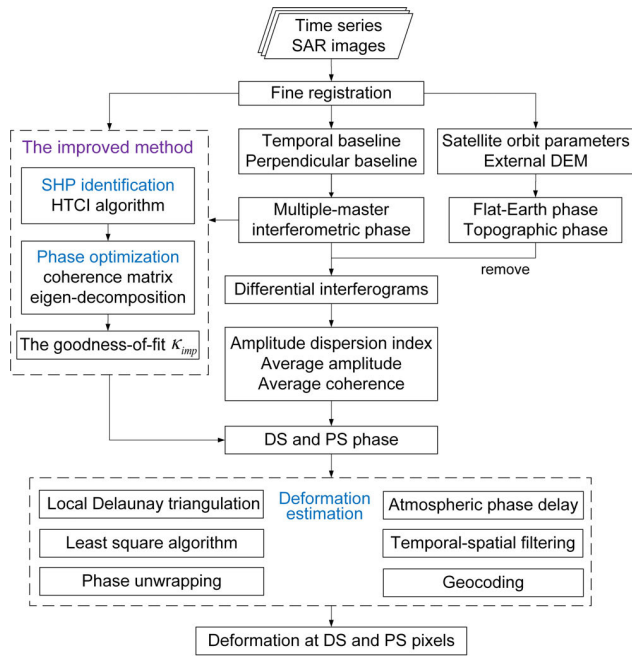 Time series
SAR images
Fine registration
The improved method
SHP identification
HTCI algorithm
Phase optimization
coherence matrix
eigen-decomposition
The goodness-of-fit κimp
Temporal baseline
Perpendicular baseline
Multiple-master
interferometric phase
Satellite orbit parameters
External DEM
Flat-Earth phase
Topographic phase
remove
Differential interferograms
Amplitude dispersion index
Average amplitude
Average coherence
DS and PS phase
Local Delaunay triangulation
Least square algorithm
Phase unwrapping
Deformation
estimation
Atmospheric phase delay
Temporal-spatial filtering
Geocoding
Deformation at DS and PS pixels